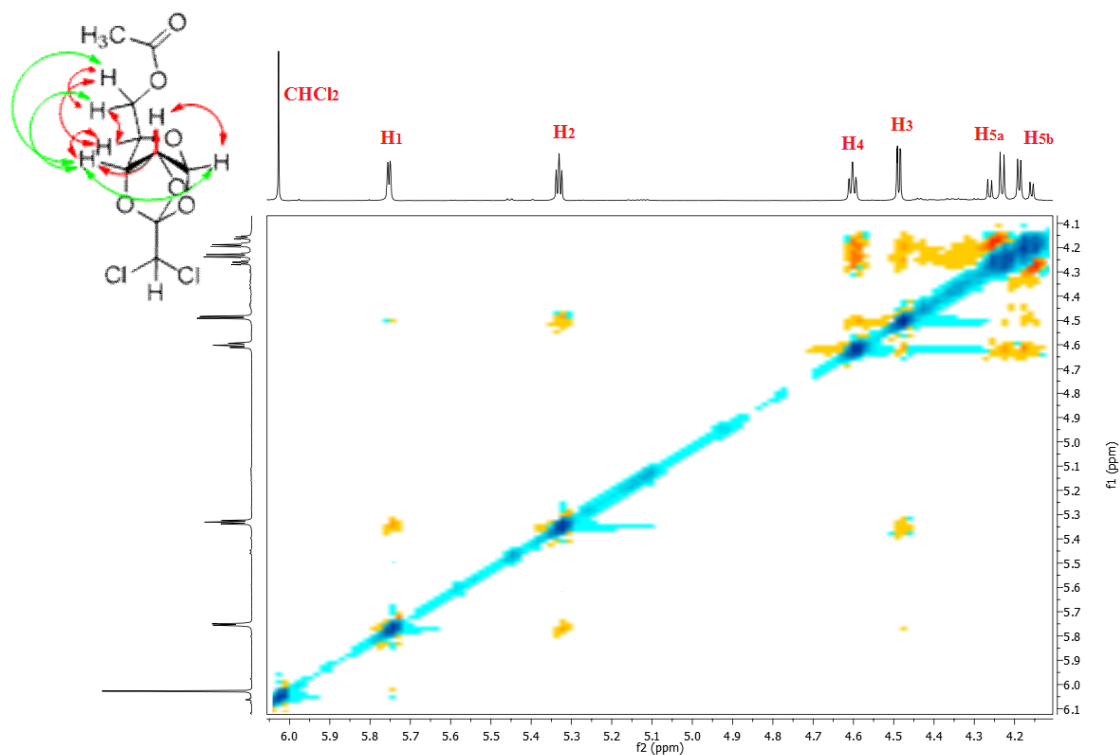 O
H3C
O
H
H
H
O
H
H
H
O
O
O
Cl
Cl
H
CHCl2
H1
H2
H4
H3
H5a
H5b
4.1
4.2
4.3
4.4
4.5
4.6
4.7
4.8
4.9
5.0
5.1
5.2
5.3
5.4
5.5
5.6
5.7
5.8
5.9
6.0
6.1
f1 (ppm)
6.0 5.9 5.8 5.7 5.6 5.5 5.4 5.3 5.2 5.1 5.0 4.9 4.8 4.7 4.6 4.5 4.4 4.3 4.2
f2 (ppm)